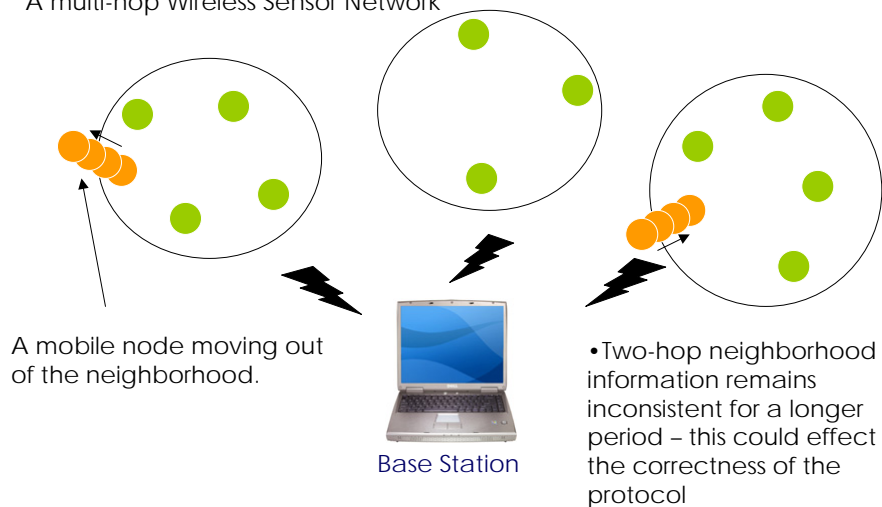 A multi-hop Wireless Sensor Network
A mobile node moving out
of the neighborhood.
Base Station
•Two-hop neighborhood
information remains
inconsistent for a longer
period – this could effect
the correctness of the
protocol